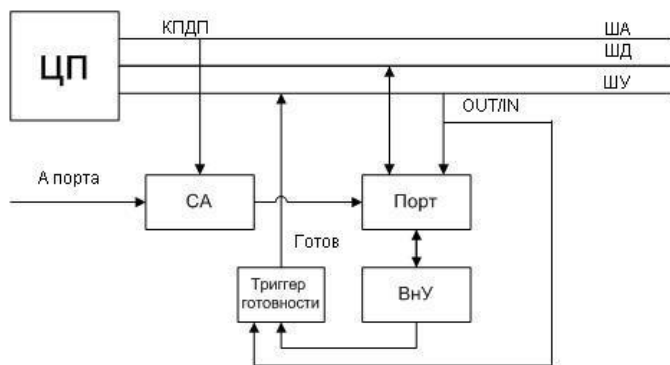 КПДП
ША
ШД
ЦП
ШУ
OUT/IN
А порта
СА
Порт
Готов
Триггер
готовности
ВнУ